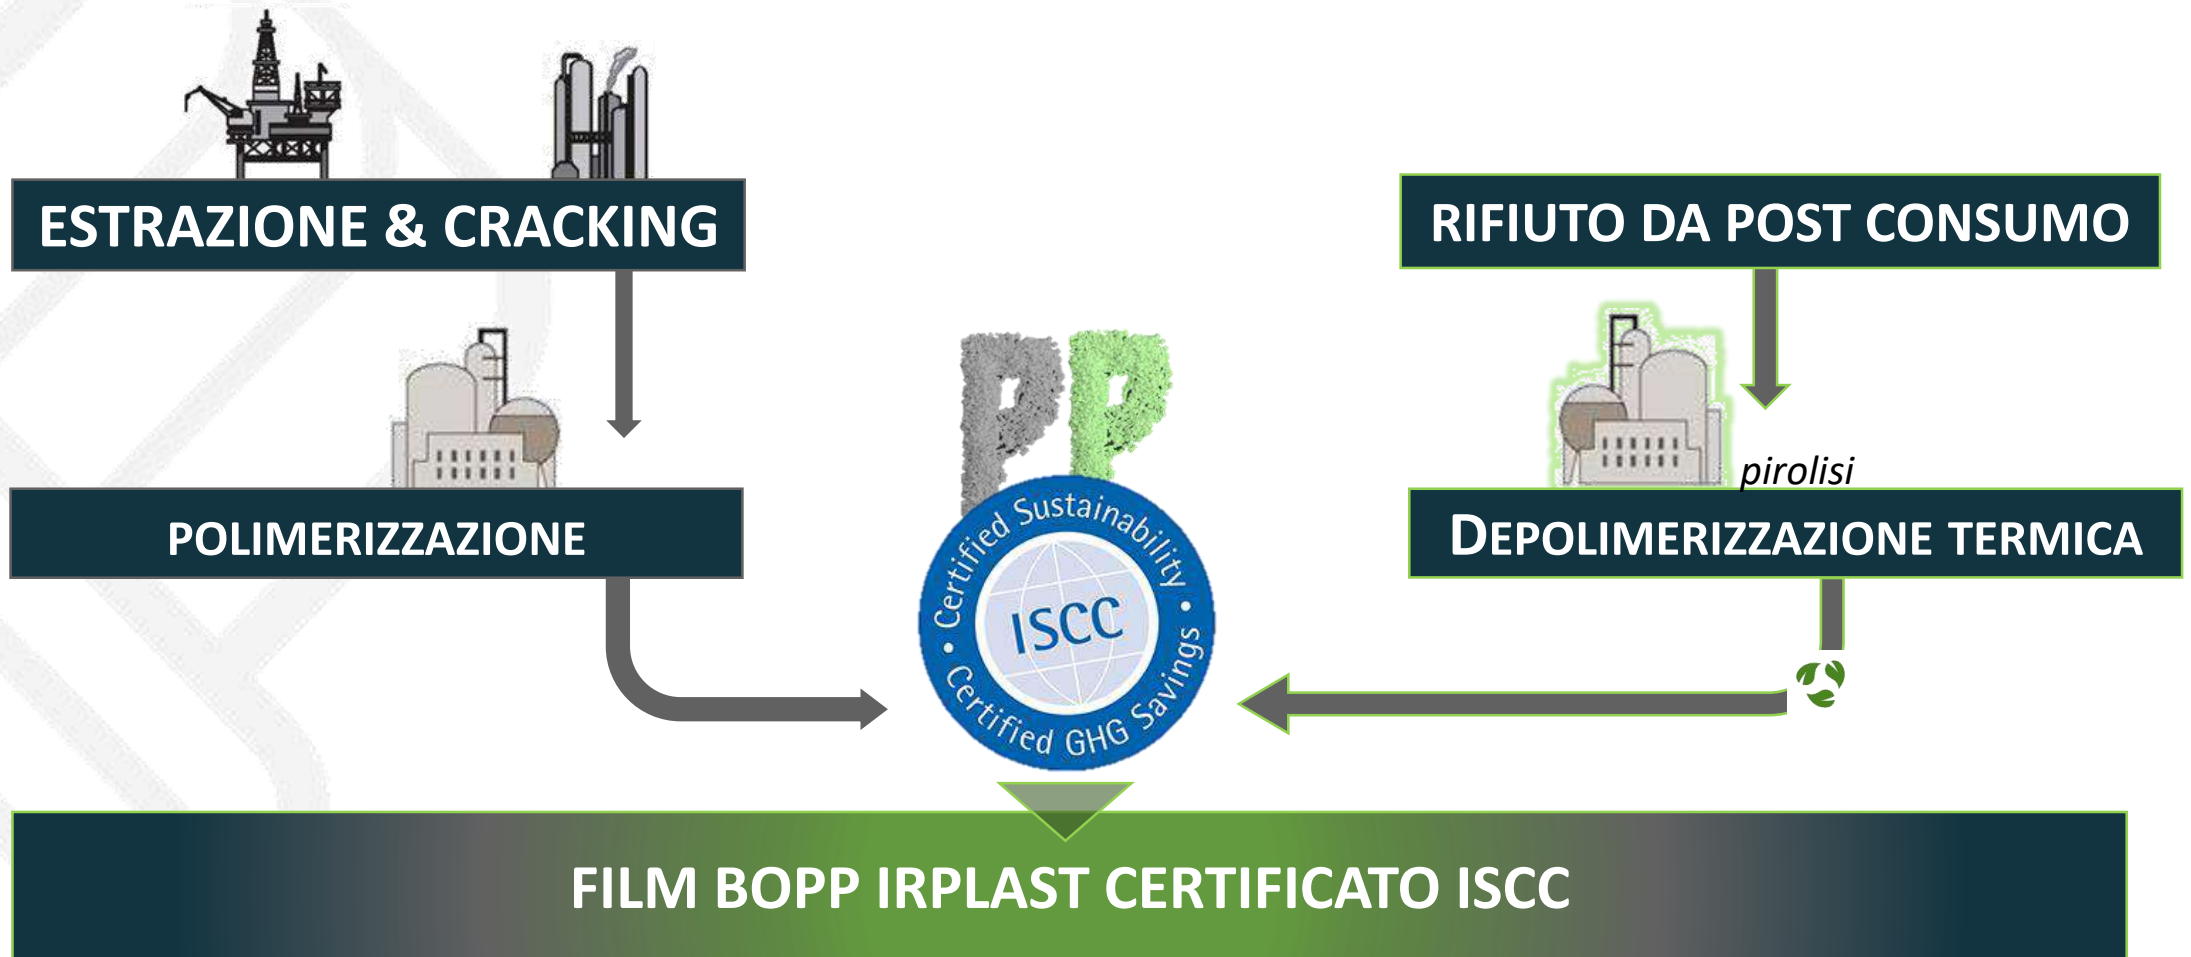 ESTRAZIONE & CRACKING
RIFIUTO DA POST CONSUMO
PP
pirolisi
POLIMERIZZAZIONE
DEPOLIMERIZZAZIONE TERMICA
Certified Sustainability
ISCC
Certified GHG Savings
FILM BOPP IRPLAST CERTIFICATO ISCC